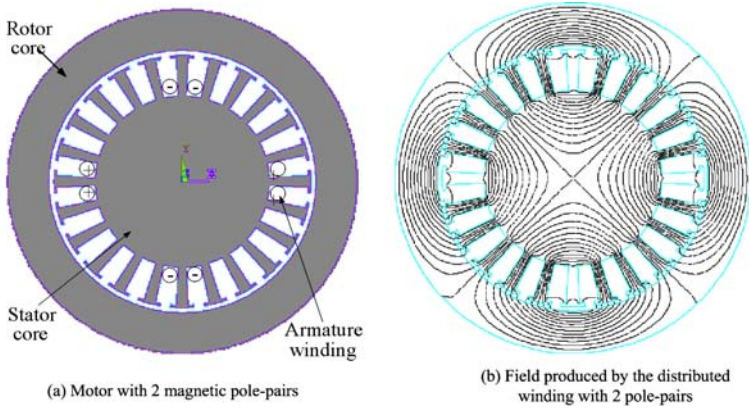 Rotor
core
Stator
core
Armature
winding
(a) Motor with 2 magnetic pole-pairs
(b) Field produced by the distributed
winding with 2 pole-pairs